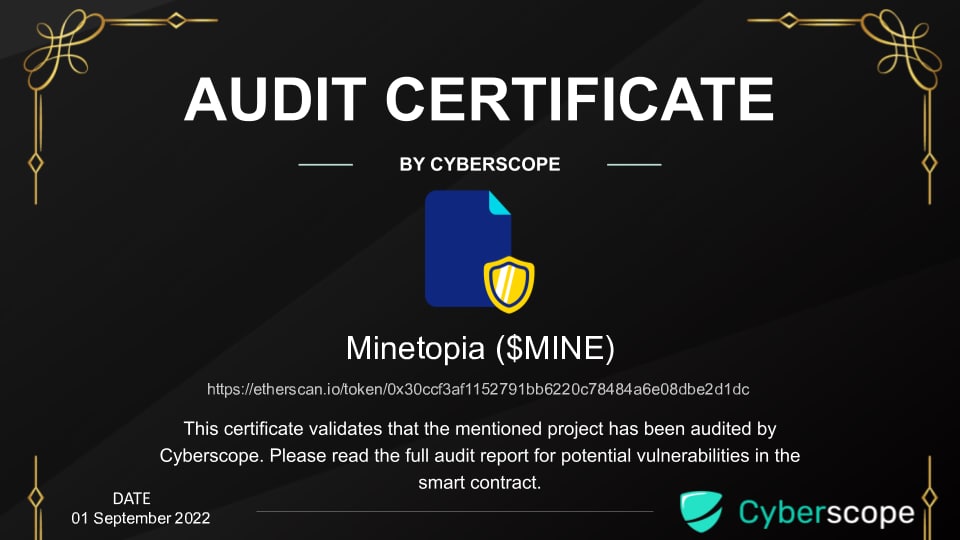 AUDIT CERTIFICATE
BY CYBERSCOPE
Minetopia ($MINE)
https://etherscan.io/token/0x30ccf3af1152791bb6220c78484a6e08dbe2d1dc
This certificate validates that the mentioned project has been audited by
Cyberscope. Please read the full audit report for potential vulnerabilities in the
smart contract.
DATE
01 September 2022
Cyberscope